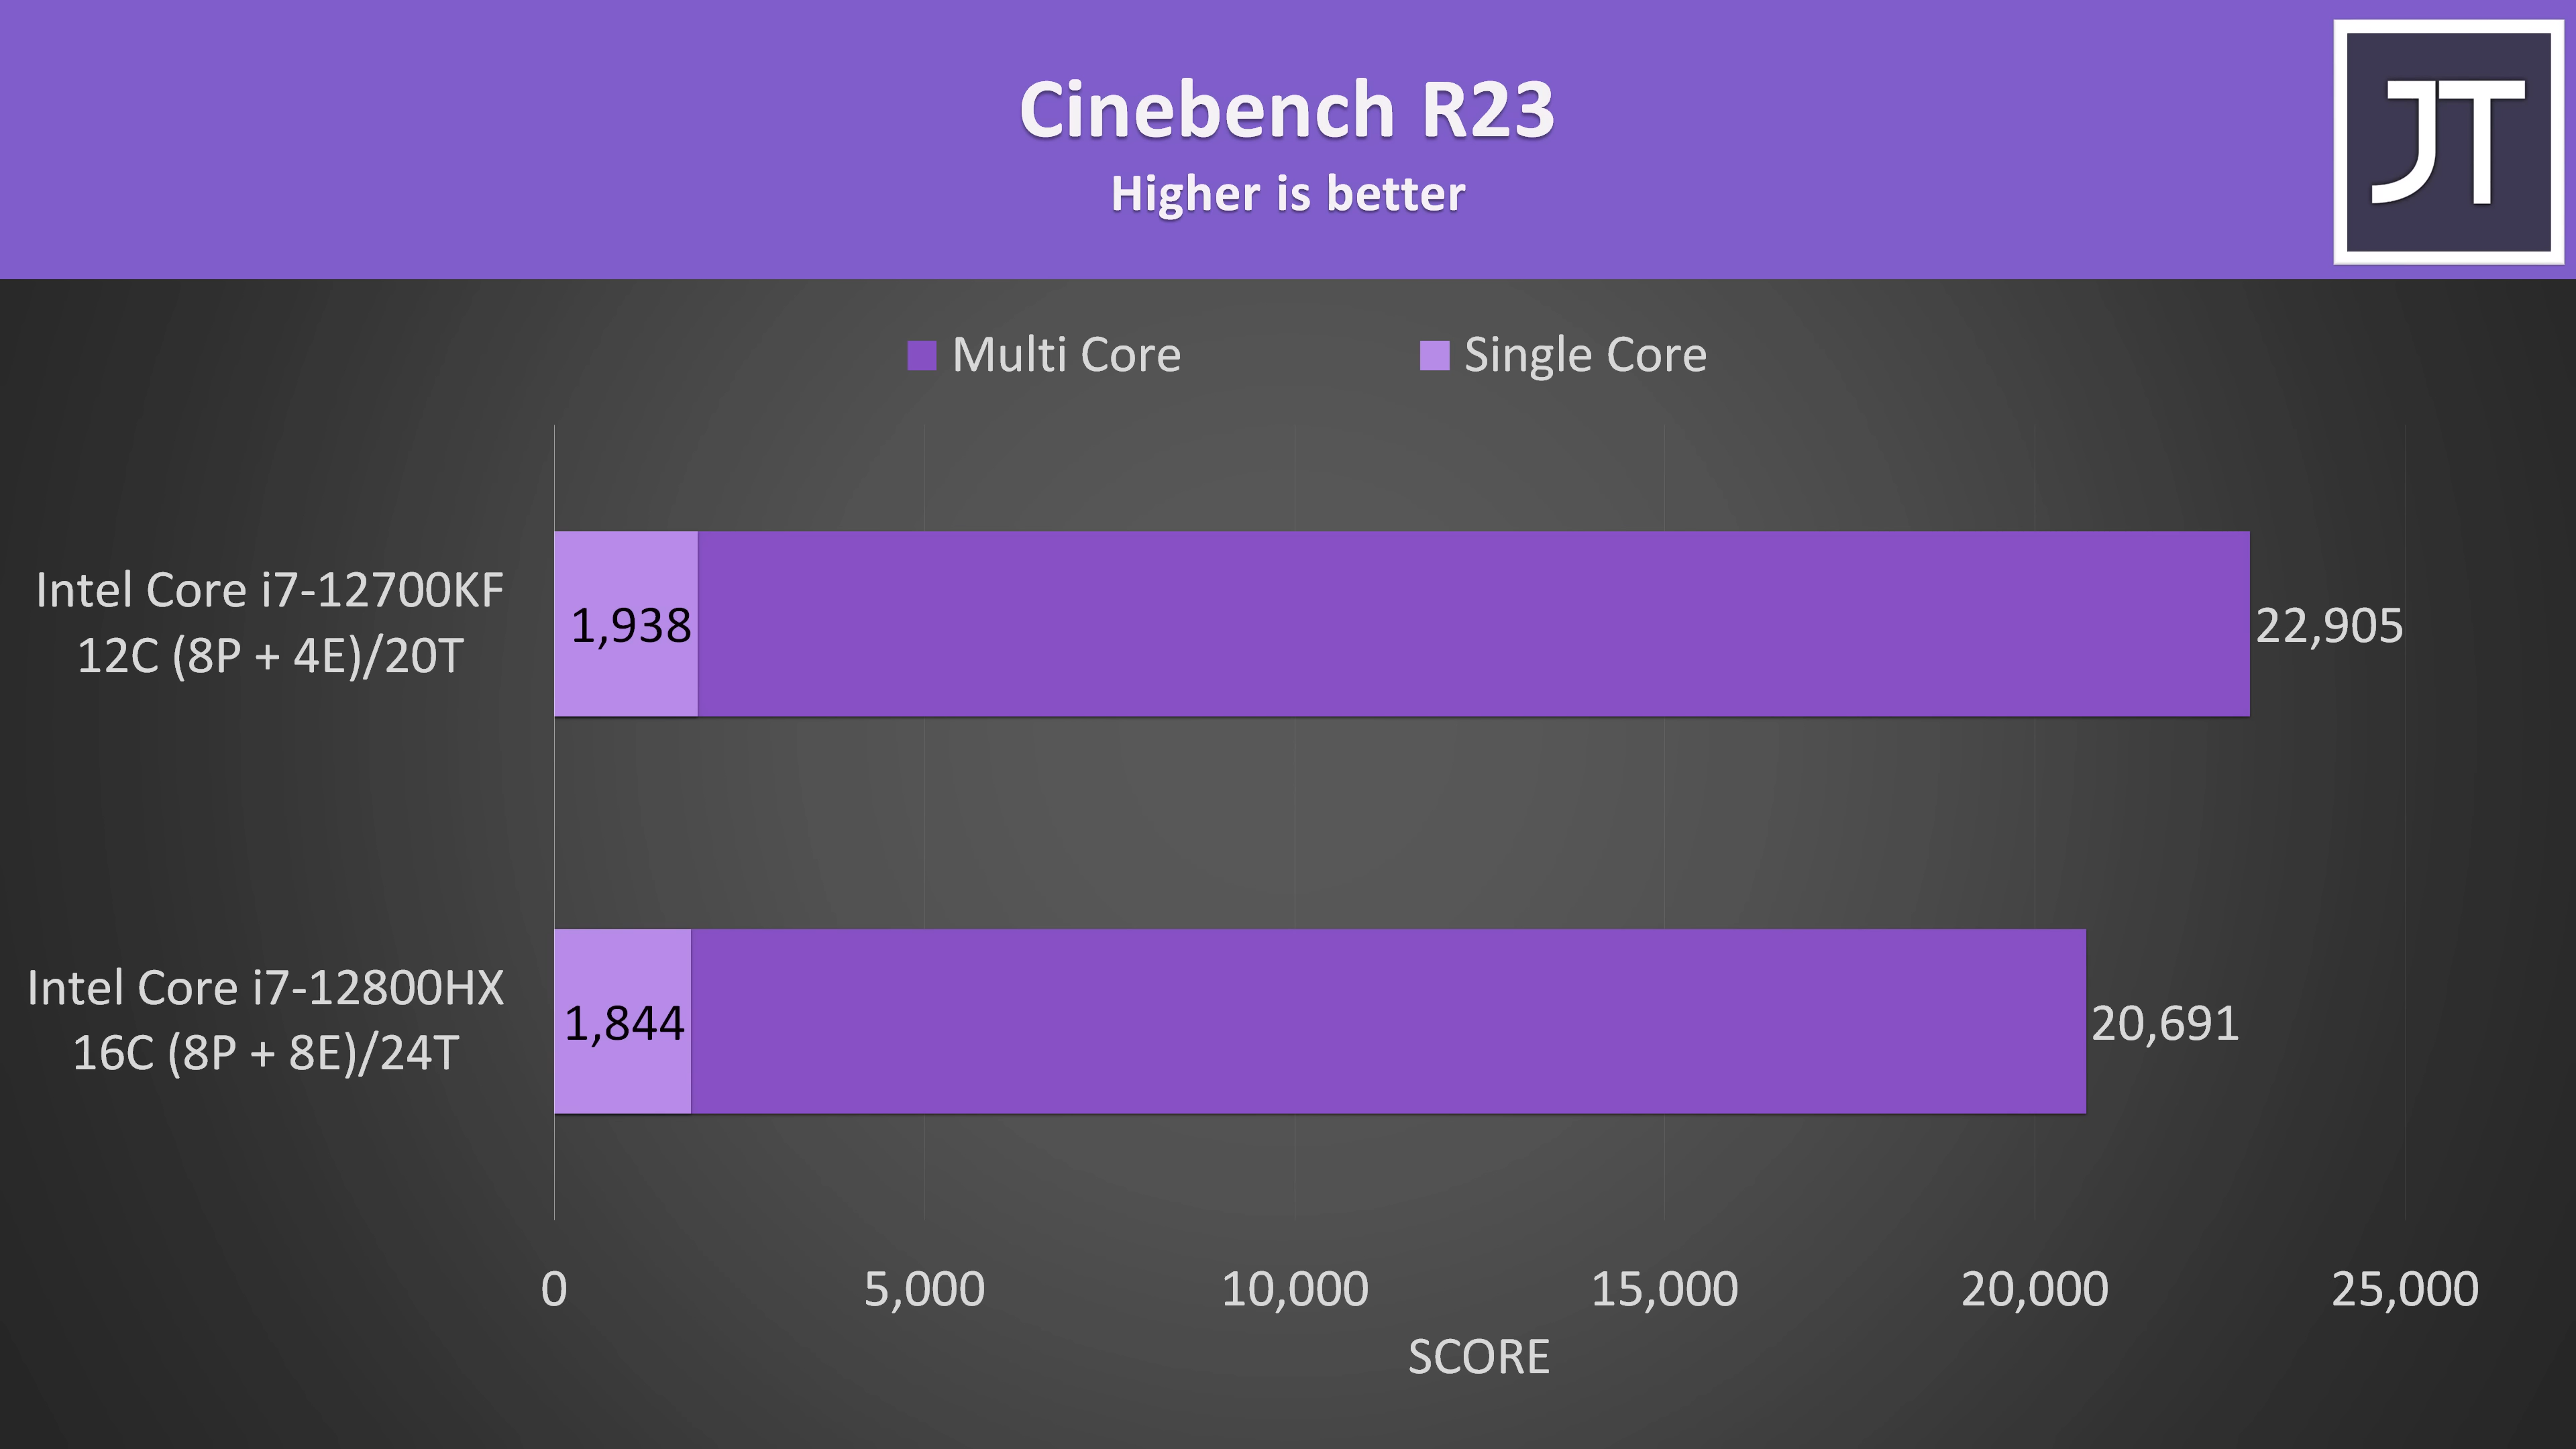 Cinebench R23
Higher is better
JT
Multi Core
Single Core
Intel Core i7-12700KF
12C (8P + 4E)/20T
1,938
22,905
Intel Core i7-12800HX
16C (8P + 8E)/24T
1,844
20,691
0
5,000
10,000
15,000
20,000
25,000
SCORE